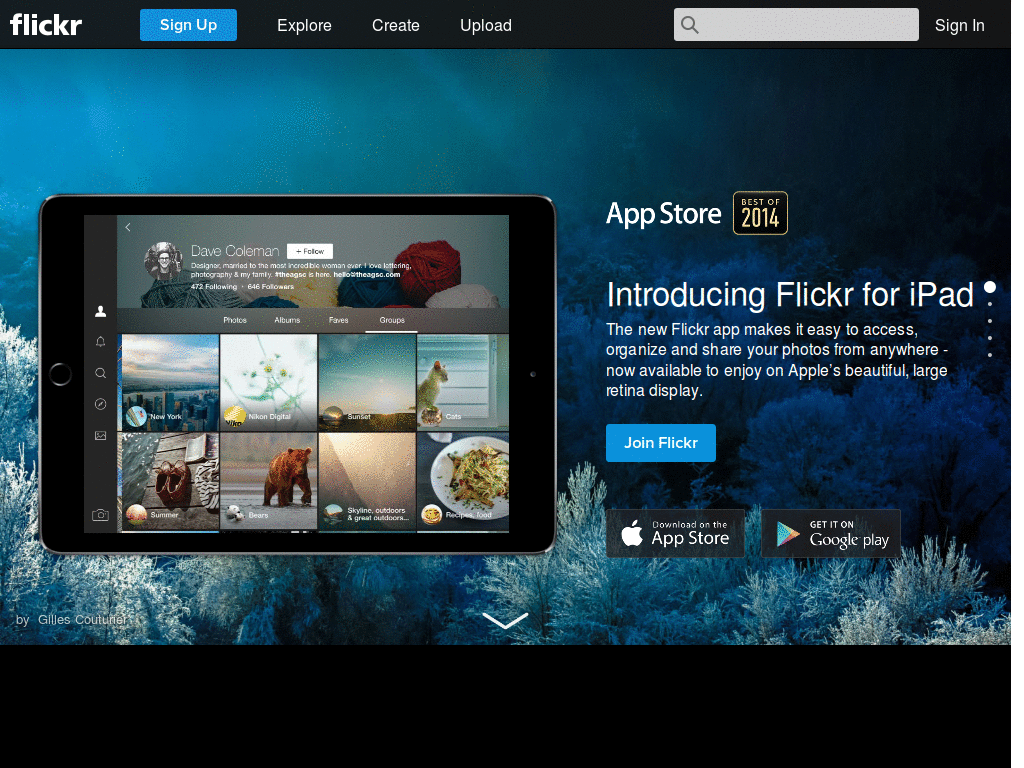 flickr
Sign Up
Explore
Create
Upload
Sign In
Dave Coleman
+ Follow
Designer, married to the most incredible woman ever. I love lettering,
photography & my family. #theagsc is here. hello@theagsc.com
472 Following · 646 Followers
Photos
Albums
Faves
Groups
New York
Nikon Digital
Sunset
Cats
Summer
Bears
Skyline, outdoors
& great outdoors...
Recipes, food
App Store
BEST OF
2014
Introducing Flickr for iPad
The new Flickr app makes it easy to access,
organize and share your photos from anywhere -
now available to enjoy on Apple's beautiful, large
retina display.
Join Flickr
Download on the
App Store
GET IT ON
Google play
by Gilles Couturier